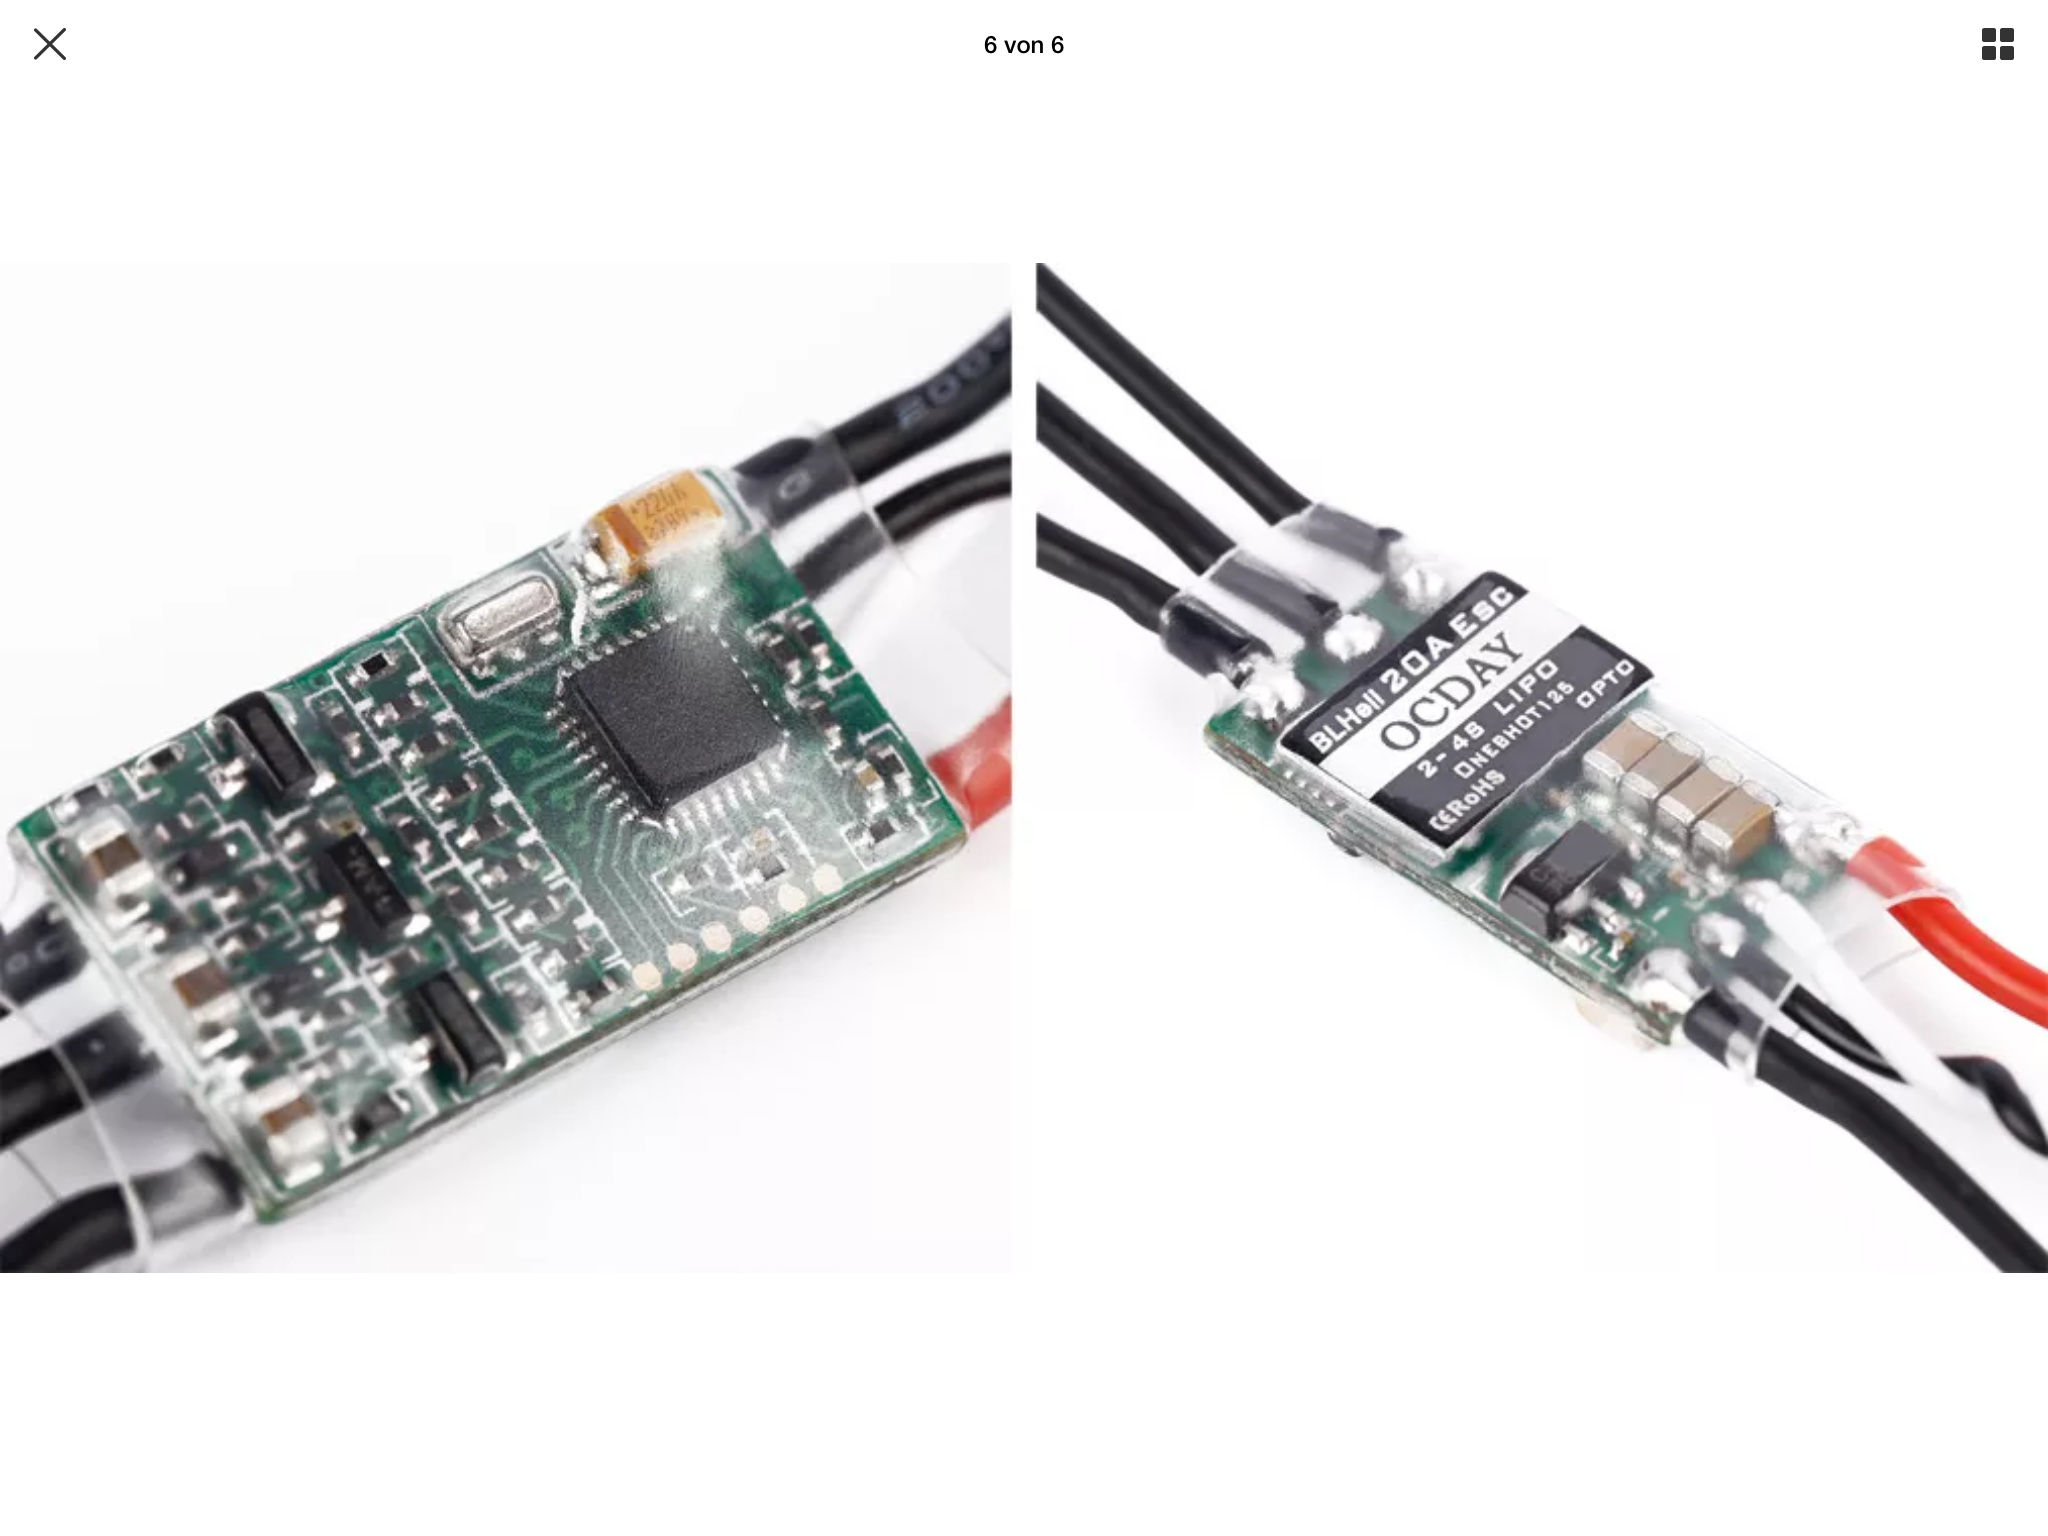 6 von 6
BLHeli 20A ESC
OCDAY
2-4S LIPO
ONESHOT125
OPTO
CE RoHS